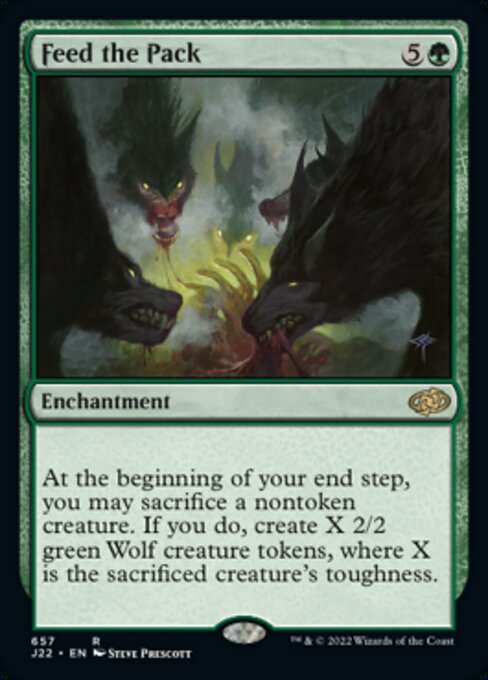 Feed the Pack 5
Enchantment
At the beginning of your end step,
you may sacrifice a nontoken
creature. If you do, create X 2/2
green Wolf creature tokens, where X
is the sacrificed creature's toughness.
657 R
J22 • EN Steve Prescott
™ & © 2022 Wizards of the Coast